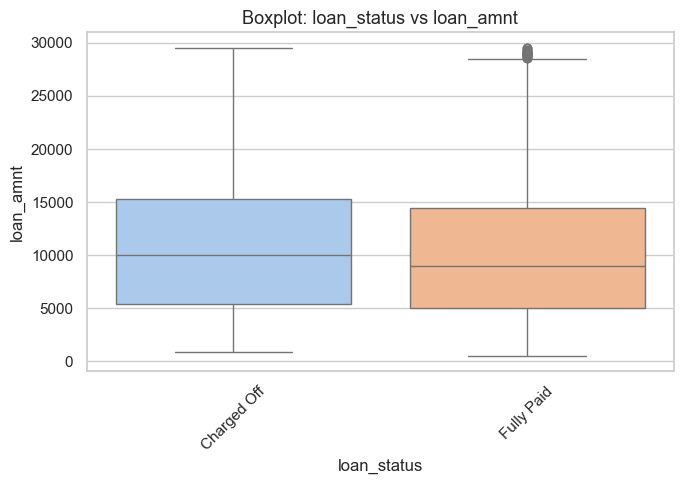 Boxplot: loan_status vs loan_amnt
30000
25000
20000
15000
10000
5000
0
loan_amnt
Charged Off
Fully Paid
loan_status